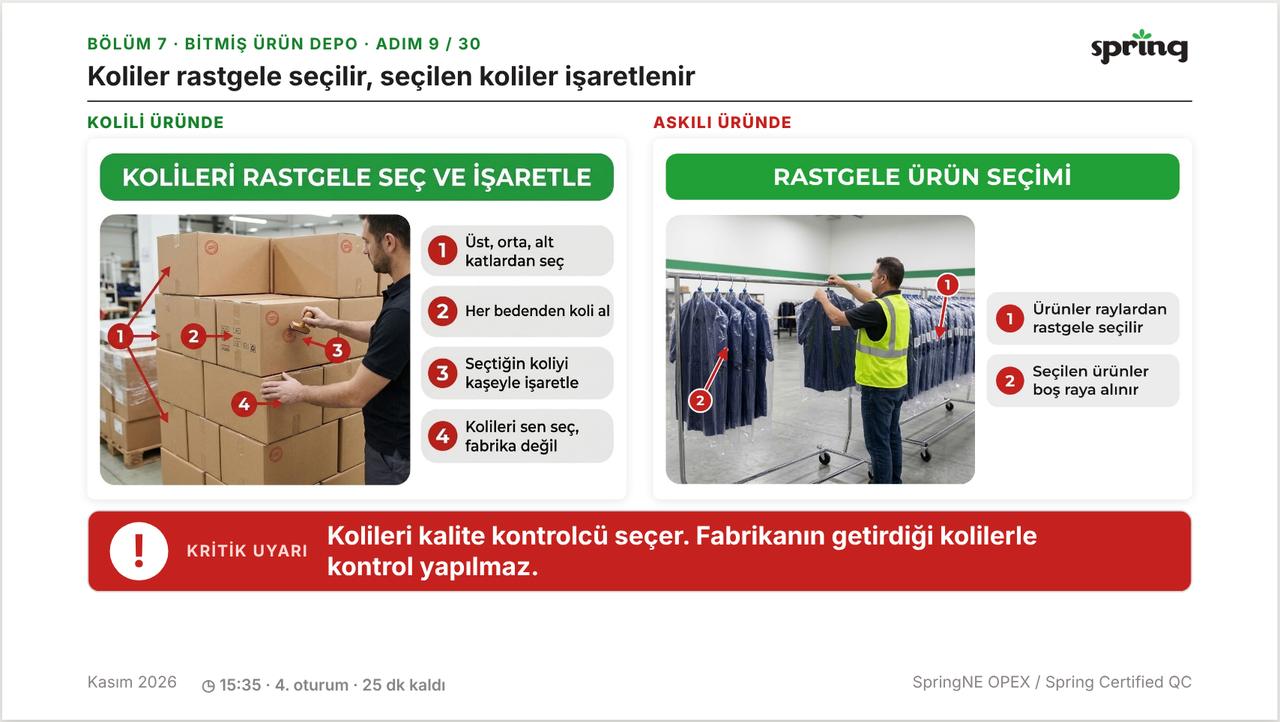 BÖLÜM 7 · BİTMİŞ ÜRÜN DEPO · ADIM 9 / 30
spring
Koliler rastgele seçilir, seçilen koliler işaretlenir
KOLİLİ ÜRÜNDE
KOLİLERİ RASTGELE SEÇ VE İŞARETLE
1
2
3
4
1 Üst, orta, alt
katlardan seç
2 Her bedenden koli al
3 Seçtiğin koliyi
kaşeyle işaretle
4 Kolileri sen seç,
fabrika değil
ASKILI ÜRÜNDE
RASTGELE ÜRÜN SEÇİMİ
1
2
1 Ürünler raylardan
rastgele seçilir
2 Seçilen ürünler
boş raya alınır
! KRİTİK UYARI
Kolileri kalite kontrolcü seçer. Fabrikanın getirdiği kolilerle
kontrol yapılmaz.
Kasım 2026
15:35 · 4. oturum · 25 dk kaldı
SpringNE OPEX / Spring Certified QC